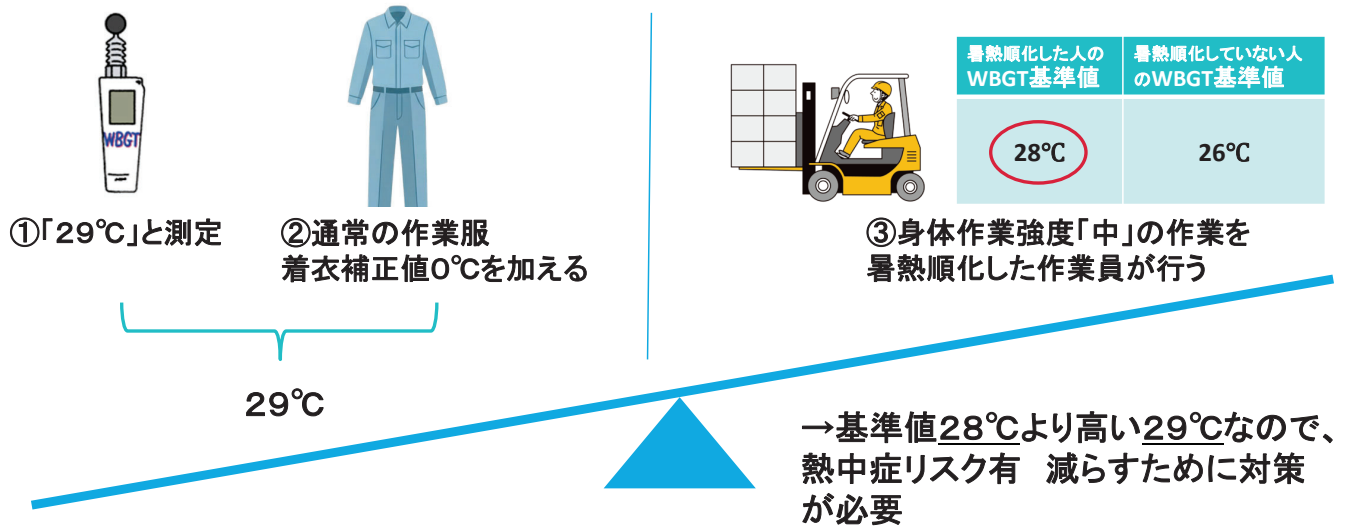 WBGT
①「29℃」と測定
②通常の作業服
着衣補正値0℃を加える
29℃
暑熱順化した人の
WBGT基準値
暑熱順化していない人
のWBGT基準値
28℃
26℃
③身体作業強度「中」の作業を
暑熱順化した作業員が行う
→基準値28℃より高い29℃なので、
熱中症リスク有　減らすために対策
が必要